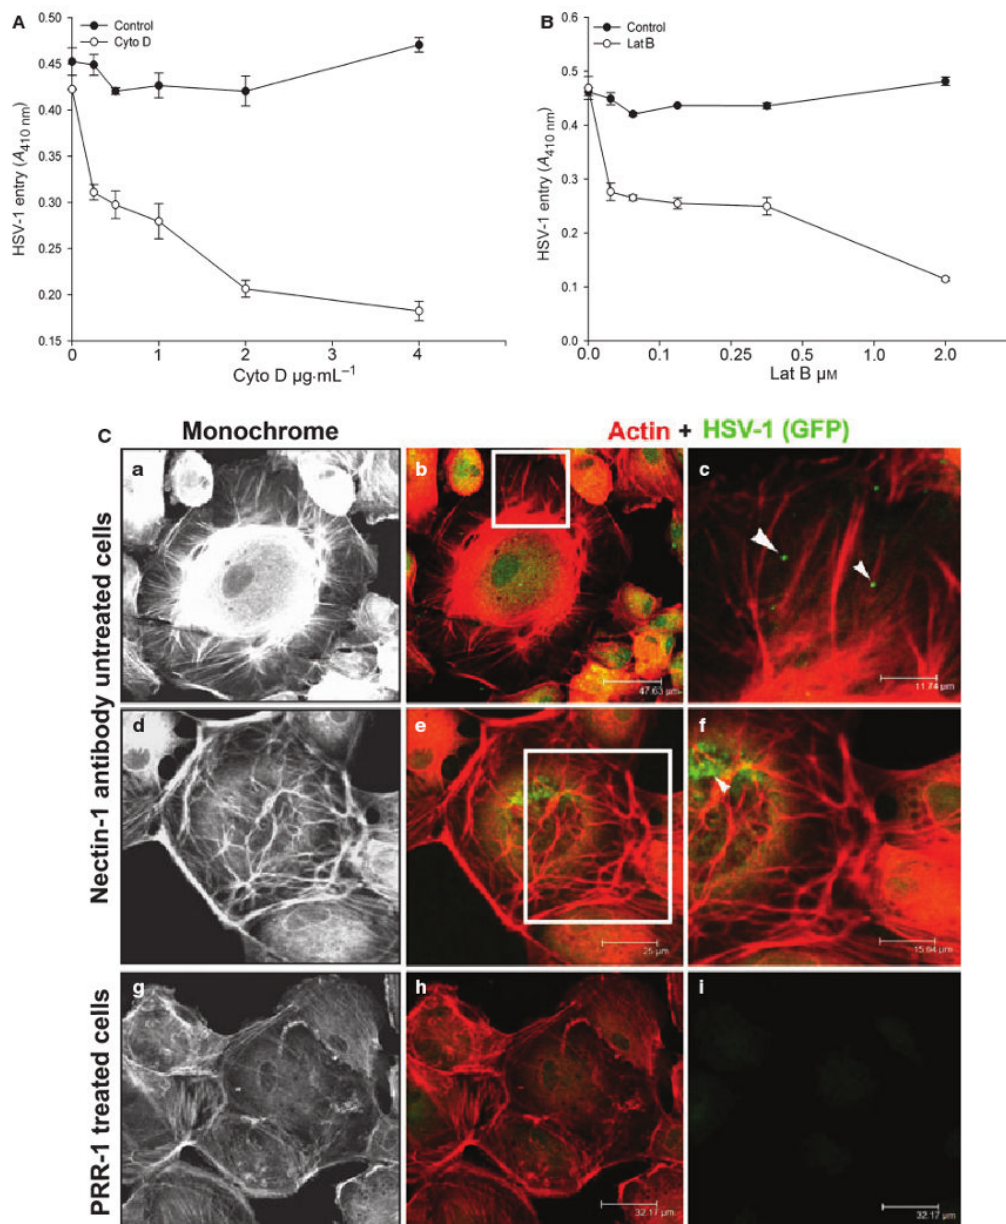 A
Control
Cyto D
0.50
0.45
0.40
0.35
0.30
0.25
0.20
0.15
HSV-1 entry (A410 nm)
0
1
2
3
4
Cyto D µg·mL–1
B
Control
Lat B
0.6
0.5
0.4
0.3
0.2
0.1
0.0
HSV-1 entry (A410 nm)
0.0
0.1
0.25
0.5
1.0
2.0
Lat B µM
C
Monochrome
Actin + HSV-1 (GFP)
Nectin-1 antibody untreated cells
a
b
47.63 µm
c
11.74 µm
d
e
25 µm
f
15.94 µm
PRR-1 treated cells
g
h
32.17 µm
i
32.17 µm